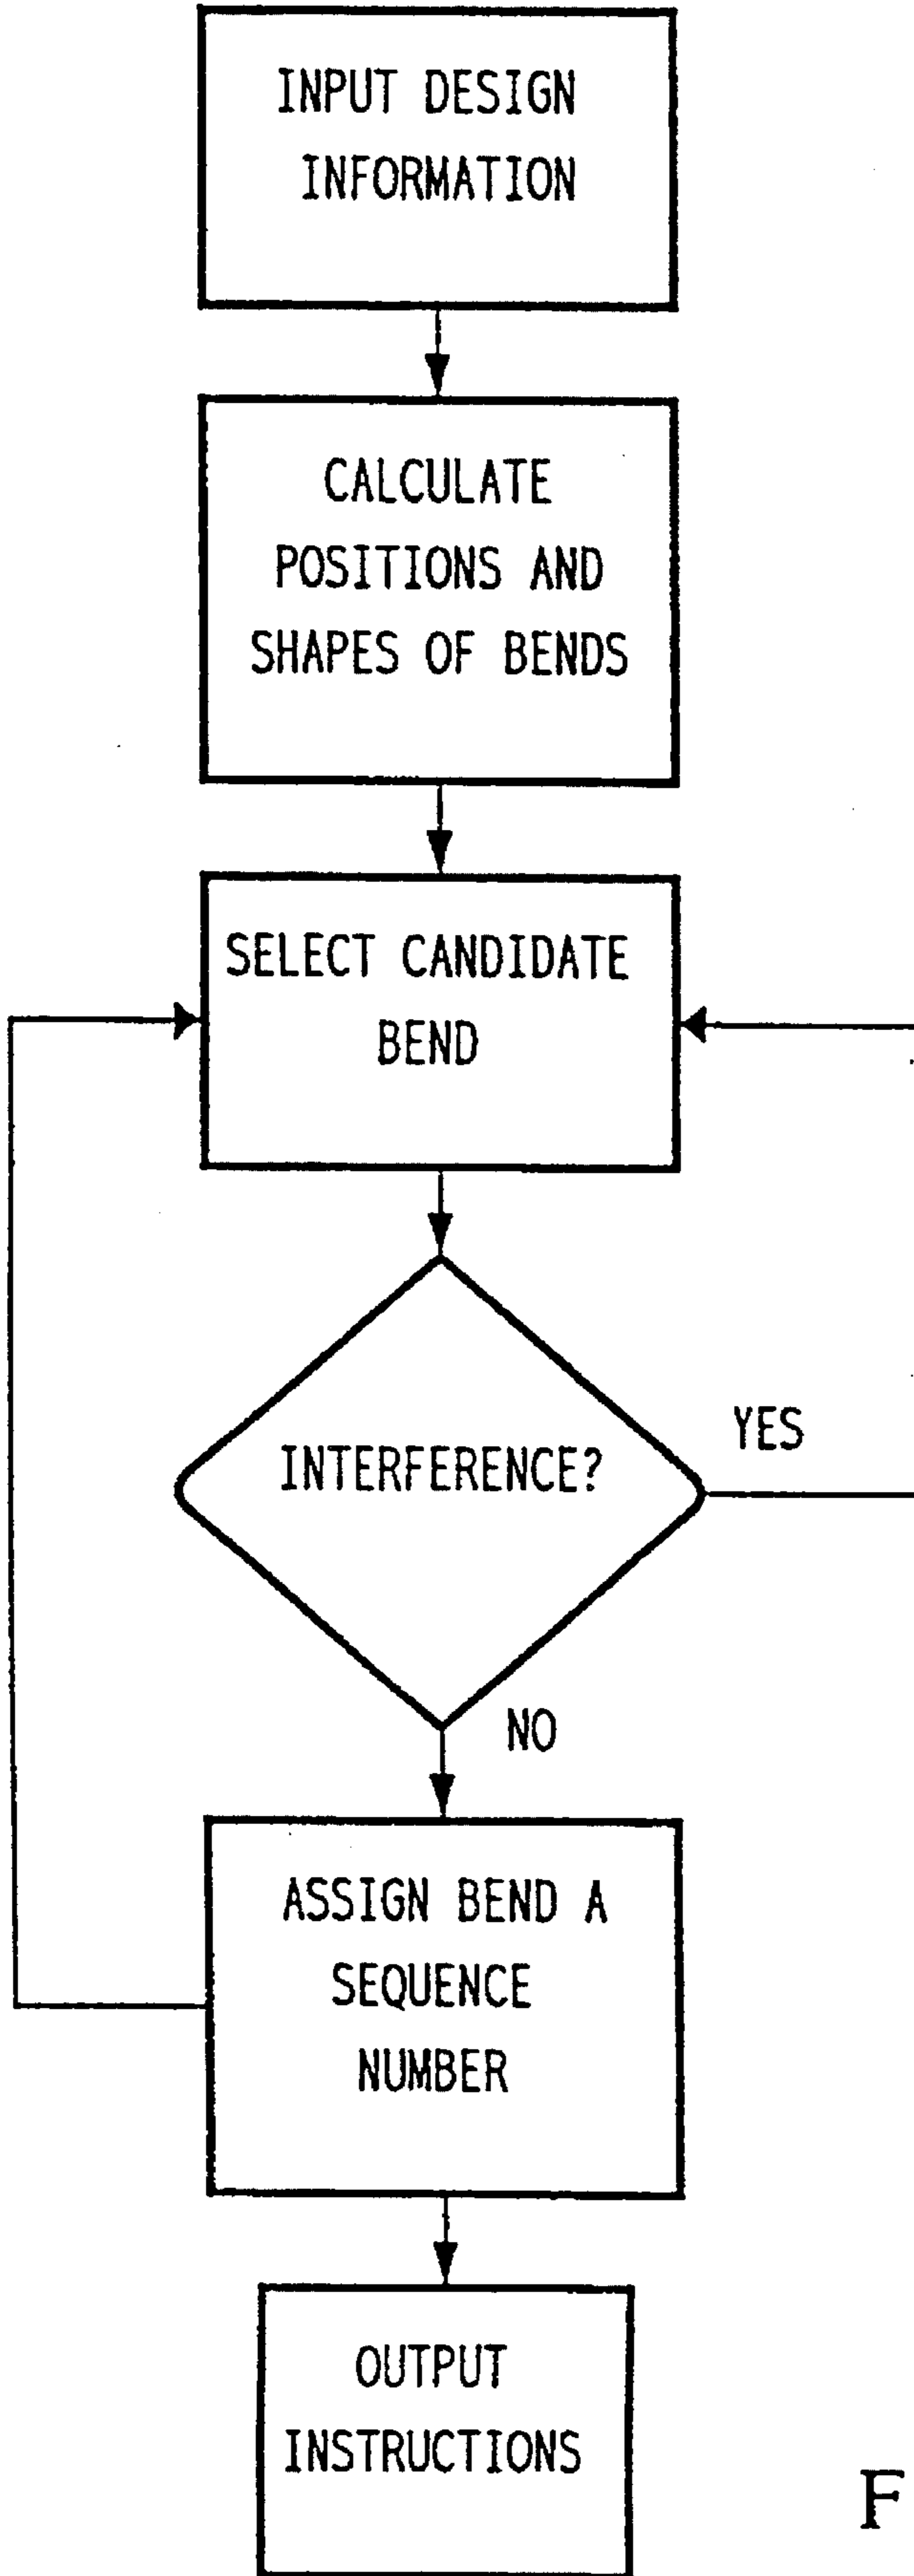 INPUT DESIGN
INFORMATION
CALCULATE
POSITIONS AND
SHAPES OF BENDS
SELECT CANDIDATE
BEND
INTERFERENCE?
YES
NO
ASSIGN BEND A
SEQUENCE
NUMBER
OUTPUT
INSTRUCTIONS
F